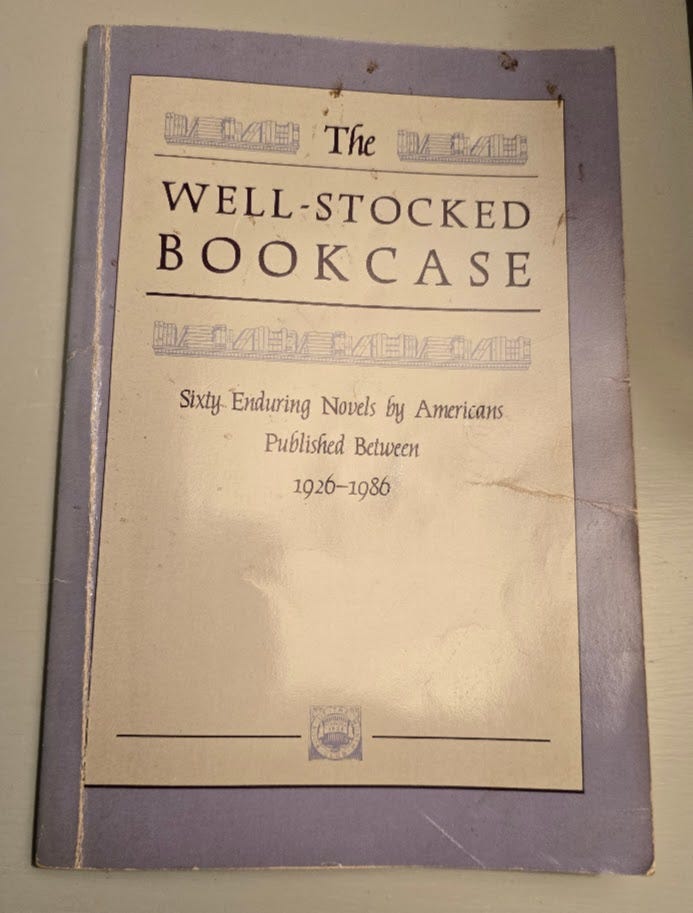 The
WELL-STOCKED
BOOKCASE
Sixty Enduring Novels by Americans
Published Between
1926–1986